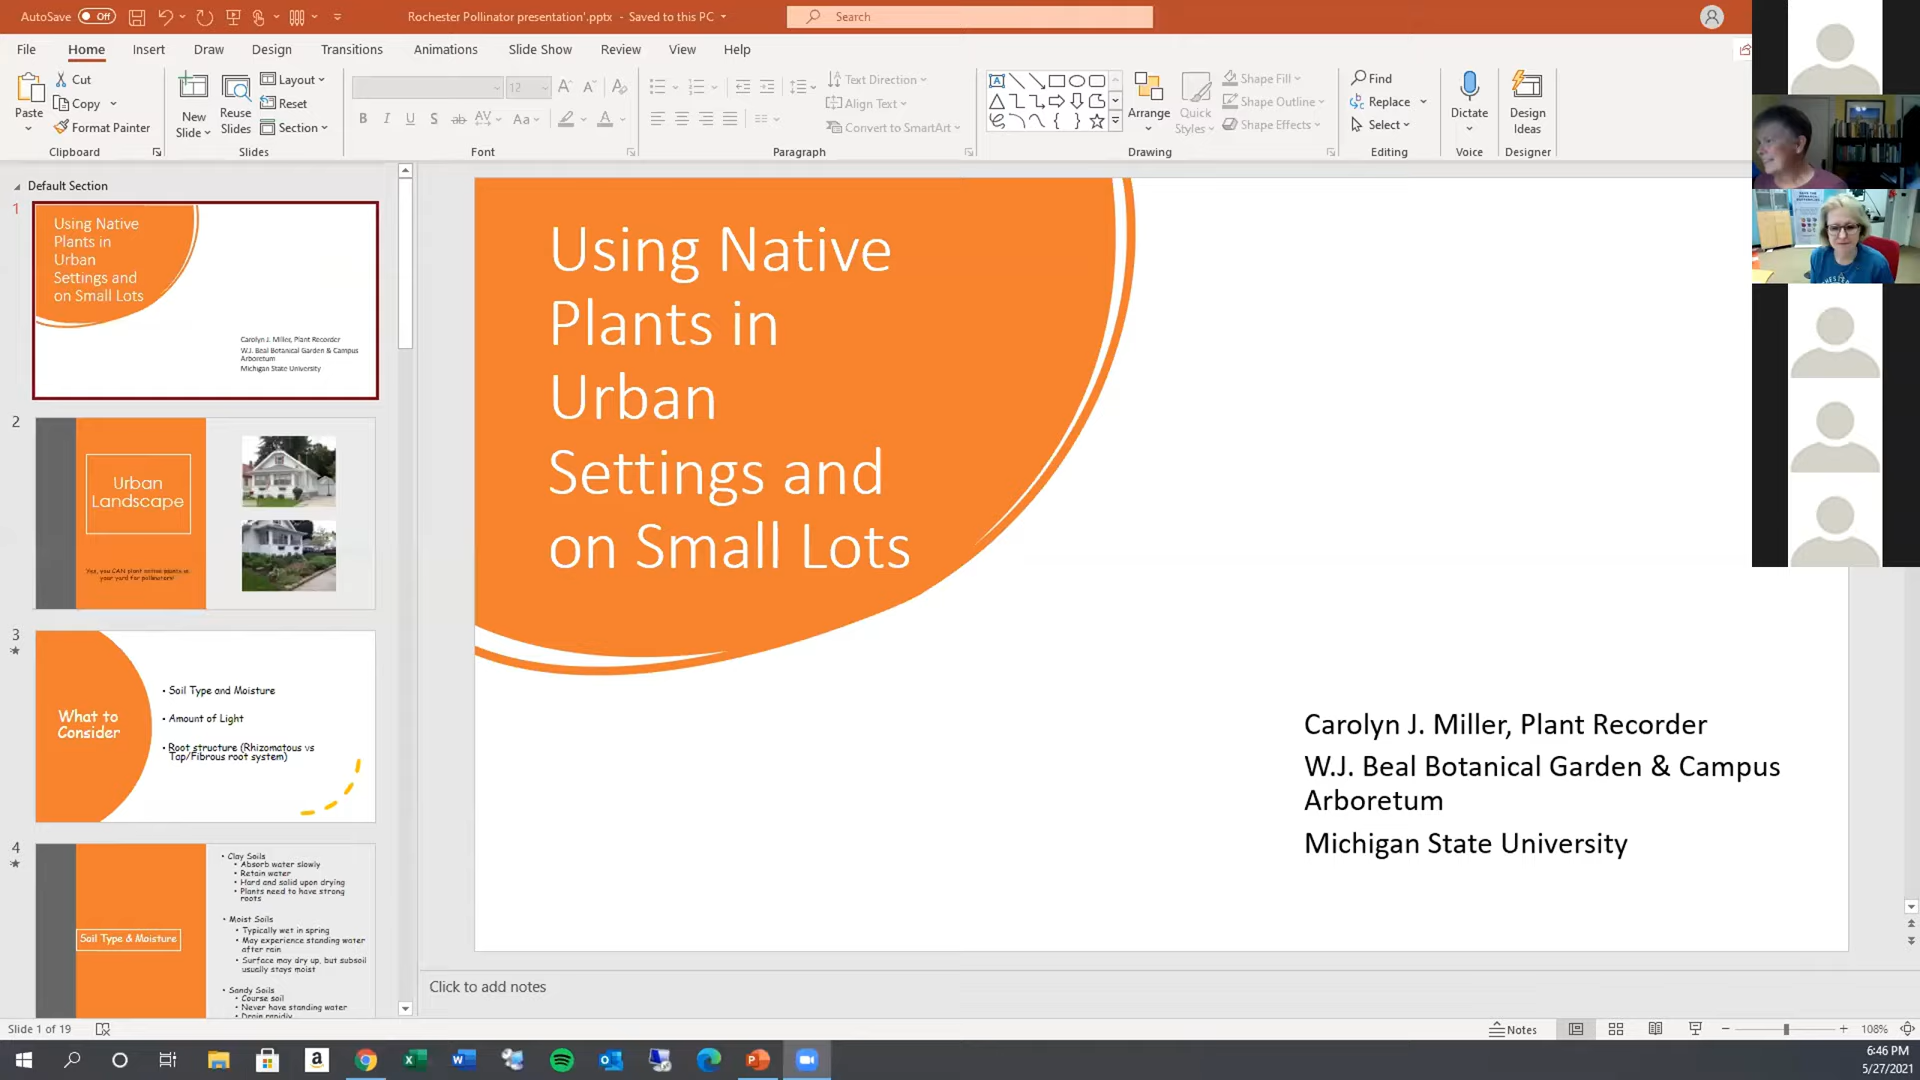 AutoSave Off
Rochester Pollinator presentation'.pptx - Saved to this PC
Search
File Home Insert Draw Design Transitions Animations Slide Show Review View Help
Paste
Cut
Copy
Format Painter
Clipboard
New Slide
Reuse Slides
Layout
Reset
Section
Slides
12
B I U S ab AV Aa A
Font
Text Direction
Align Text
Convert to SmartArt
Paragraph
Arrange
Quick Styles
Shape Fill
Shape Outline
Shape Effects
Drawing
Find
Replace
Select
Editing
Dictate
Voice
Design Ideas
Designer
Default Section
1
Using Native
Plants in
Urban
Settings and
on Small Lots
Carolyn J. Miller, Plant Recorder
W.J. Beal Botanical Garden & Campus
Arboretum
Michigan State University
2
Urban
Landscape
Yes, you CAN plant native plants in
your yard for pollinators!
3
What to
Consider
• Soil Type and Moisture
• Amount of Light
• Root structure (Rhizomatous vs
Tap/Fibrous root system)
4
Soil Type & Moisture
• Clay Soils
• Absorb water slowly
• Retain water
• Hard and solid upon drying
• Plants need to have strong
roots
• Moist Soils
• Typically wet in spring
• May experience standing water
after rain
• Surface may dry up, but subsoil
usually stays moist
• Sandy Soils
• Course soil
• Never have standing water
• Drain rapidly
Using Native
Plants in
Urban
Settings and
on Small Lots
Carolyn J. Miller, Plant Recorder
W.J. Beal Botanical Garden & Campus
Arboretum
Michigan State University
Click to add notes
Slide 1 of 19
Notes
108%
6:46 PM
5/27/2021